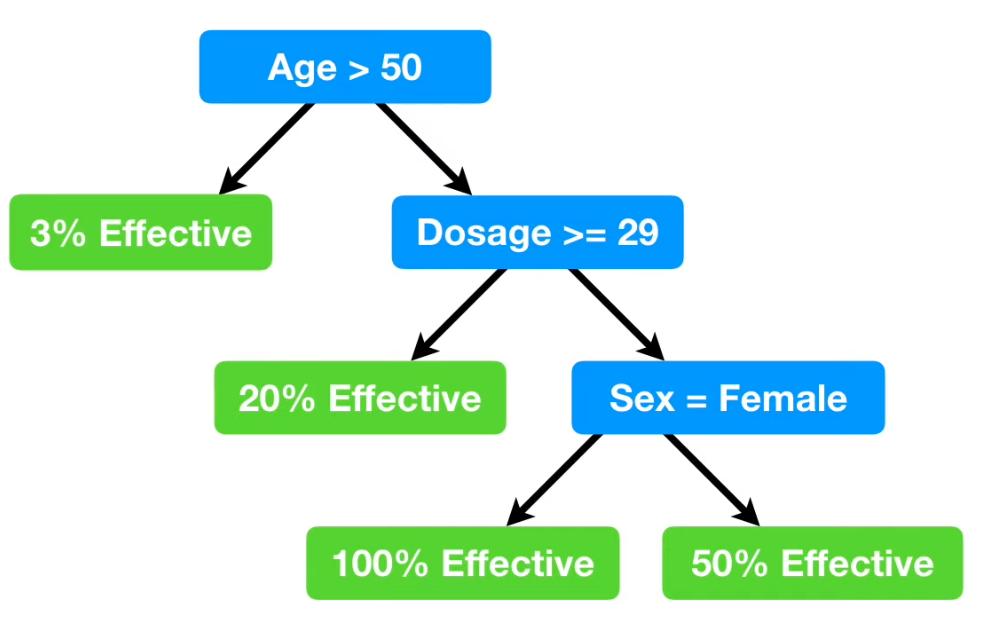 Age > 50
3% Effective
Dosage >= 29
20% Effective
Sex = Female
100% Effective
50% Effective